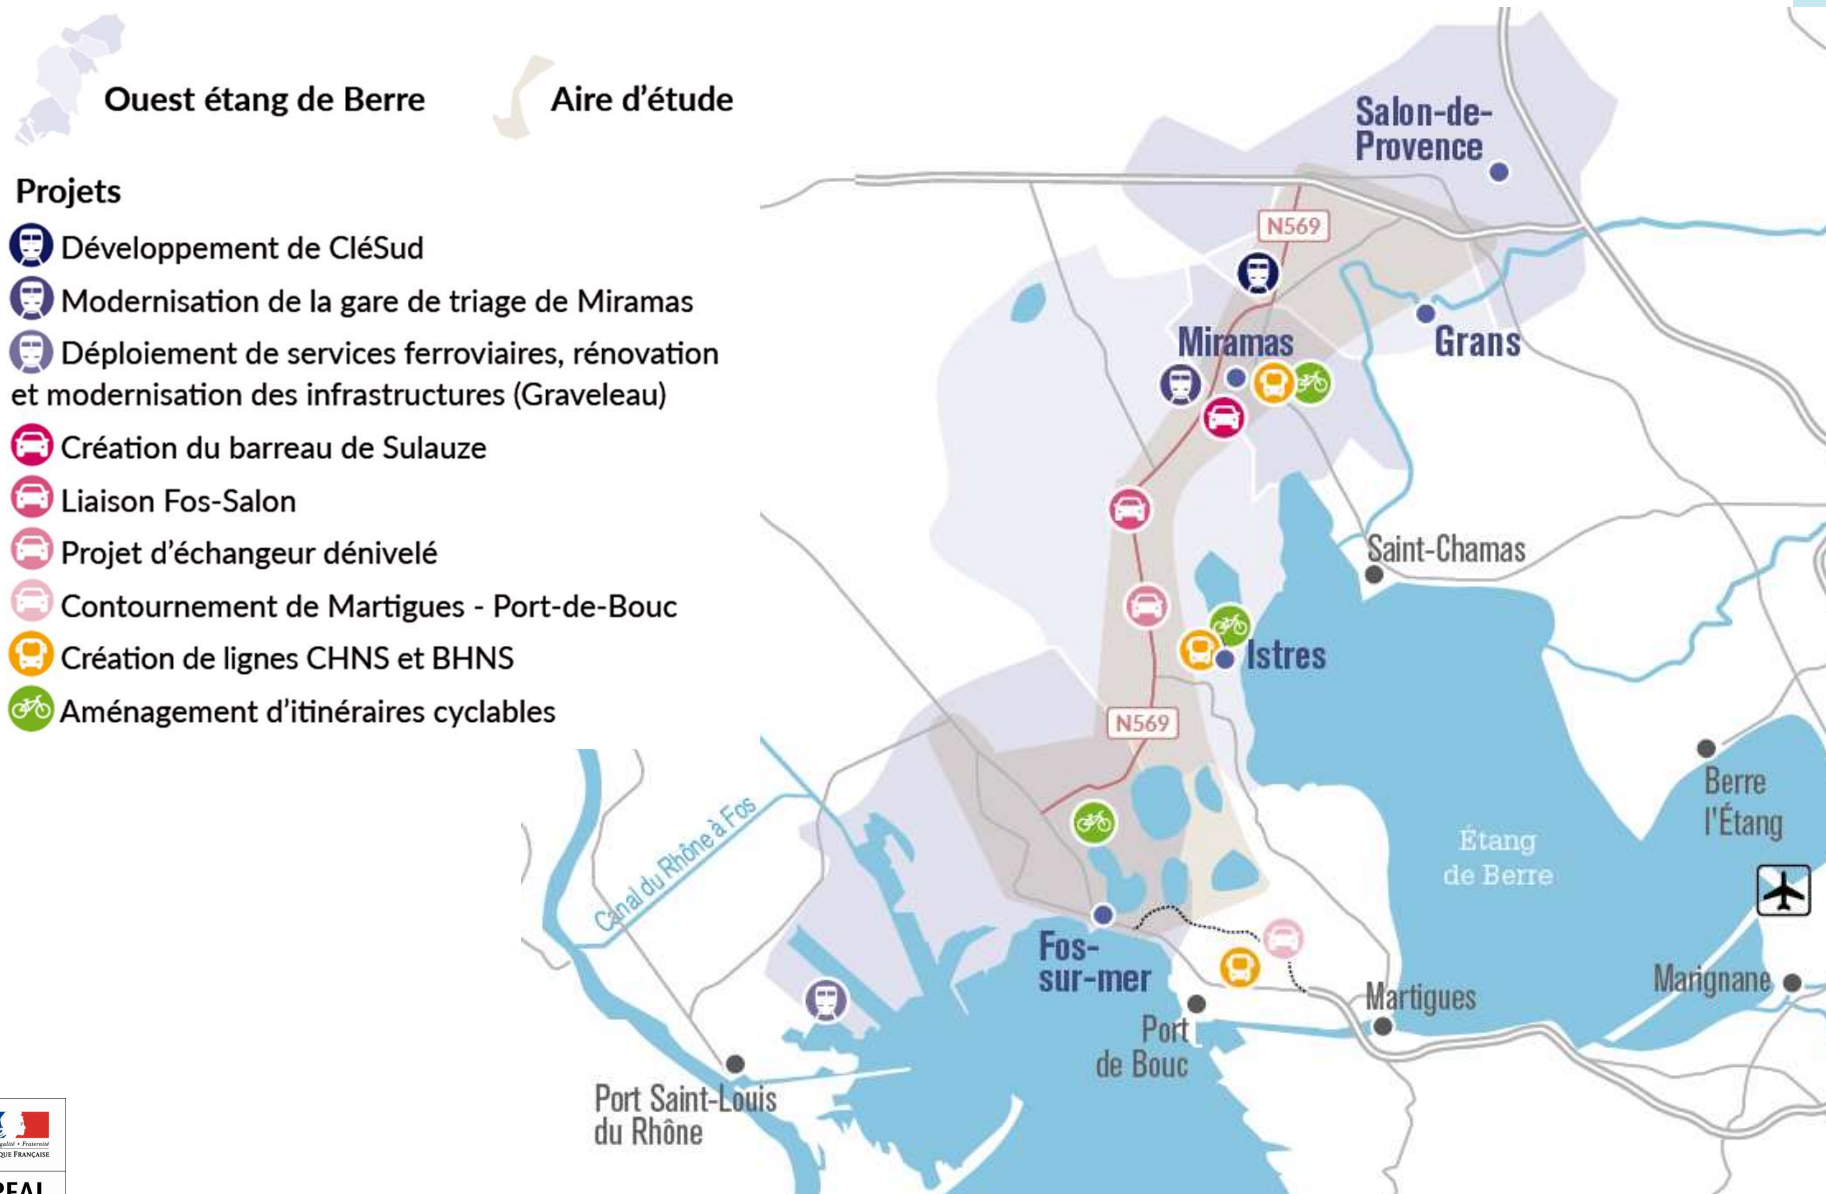 Ouest étang de Berre
Aire d'étude
Projets
Développement de CléSud
Modernisation de la gare de triage de Miramas
Déploiement de services ferroviaires, rénovation
et modernisation des infrastructures (Graveleau)
Création du barreau de Sulauze
Liaison Fos-Salon
Projet d'échangeur dénivelé
Contournement de Martigues - Port-de-Bouc
Création de lignes CHNS et BHNS
Aménagement d'itinéraires cyclables
Salon-de-
Provence
N569
Miramas
Grans
Saint-Chamas
Istres
N569
Berre
l'Étang
Étang
de Berre
Canal du Rhône à Fos
Fos-
sur-mer
Marignane
Martigues
Port
de Bouc
Port Saint-Louis
du Rhône